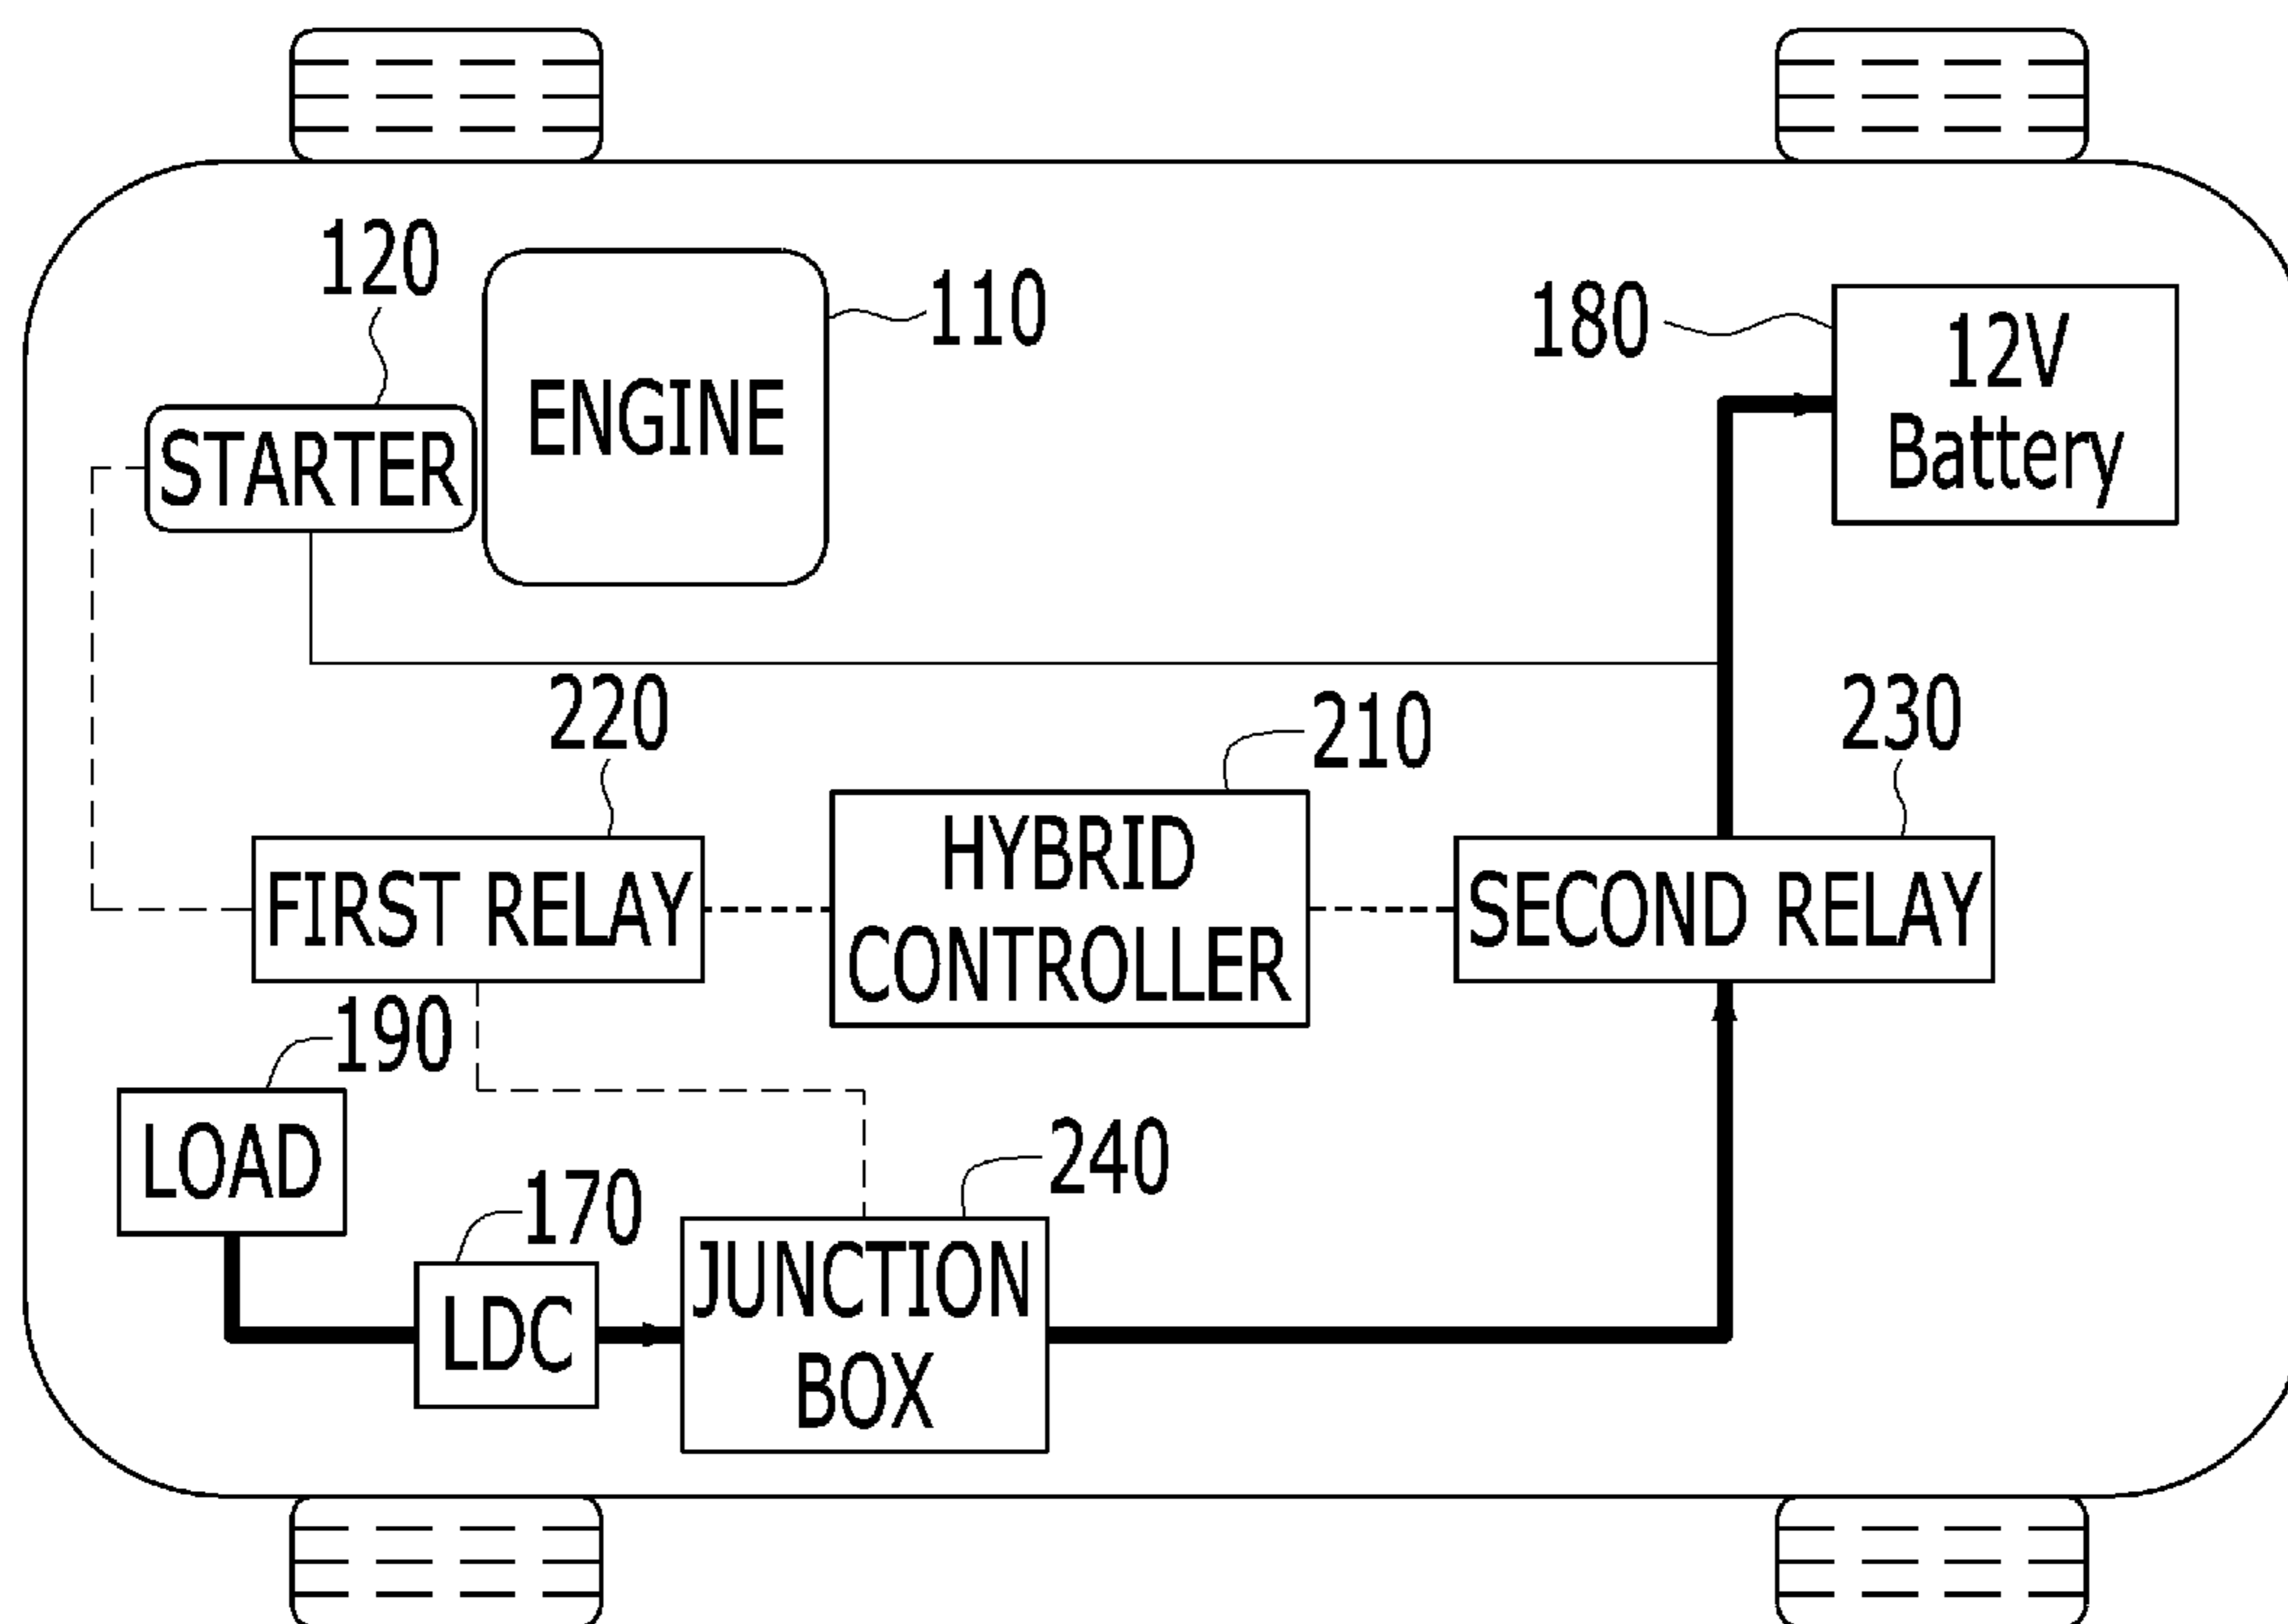 120
110
180
ENGINE
12V
Battery
STARTER
220
210
230
FIRST RELAY
HYBRID
CONTROLLER
SECOND RELAY
190
LOAD
170
240
LDC
JUNCTION
BOX